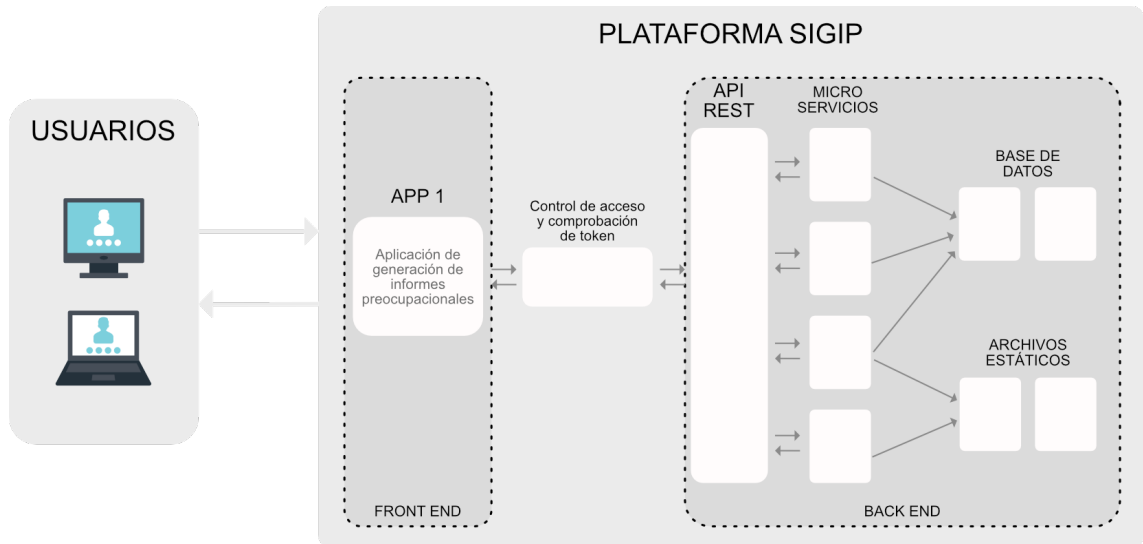 PLATAFORMA SIGIP
USUARIOS
APP 1
Aplicación de
generación de
informes
preocupacionales
FRONT END
Control de acceso
y comprobación
de token
API
REST
MICRO
SERVICIOS
BASE DE
DATOS
ARCHIVOS
ESTÁTICOS
BACK END